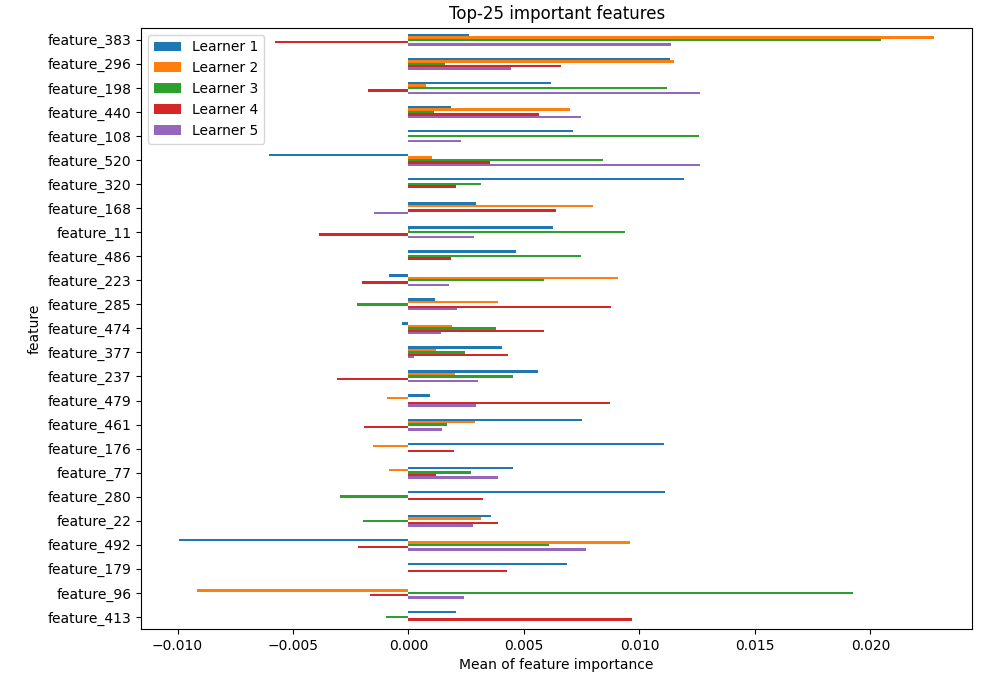 Top-25 important features
Learner 1
Learner 2
Learner 3
Learner 4
Learner 5
feature_383
feature_296
feature_198
feature_440
feature_108
feature_520
feature_320
feature_168
feature_11
feature_486
feature_223
feature_285
feature_474
feature_377
feature_237
feature_479
feature_461
feature_176
feature_77
feature_280
feature_22
feature_492
feature_179
feature_96
feature_413
feature
−0.010 −0.005 0.000 0.005 0.010 0.015 0.020
Mean of feature importance